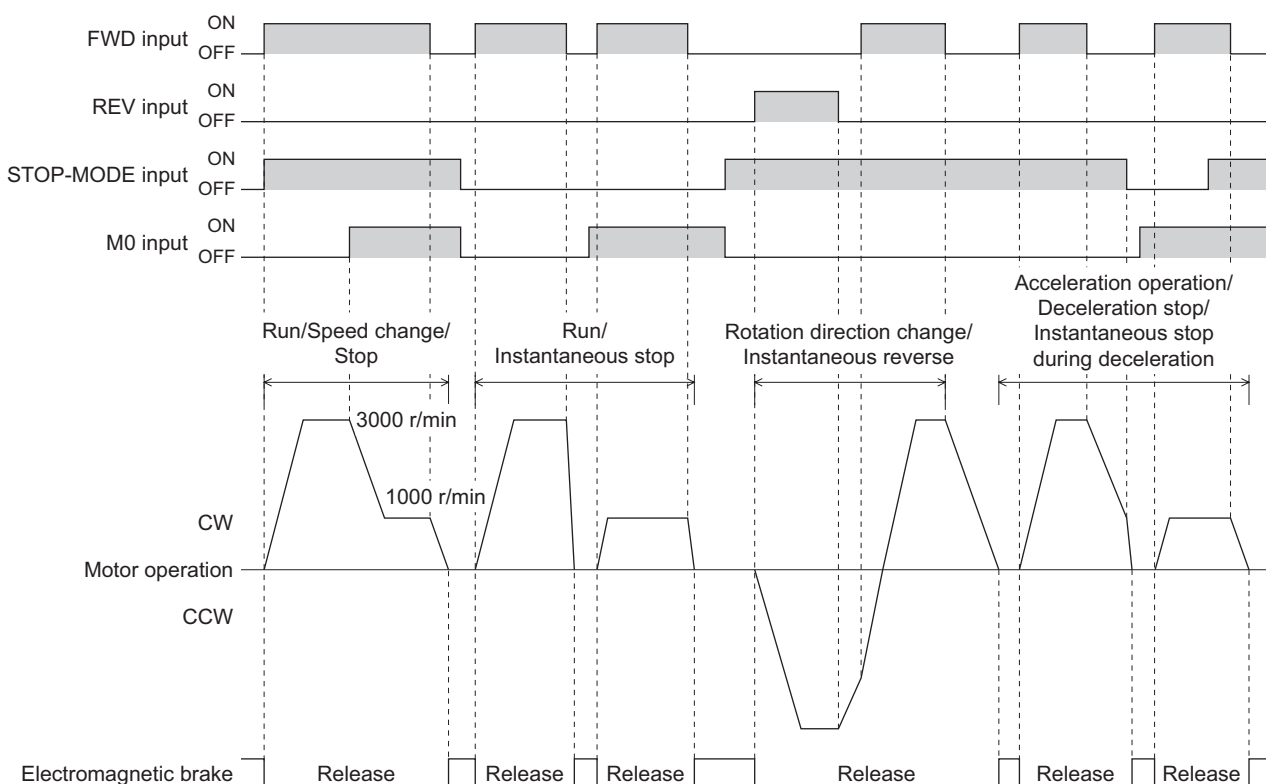 ON
FWD input
OFF
ON
REV input
OFF
ON
STOP-MODE input
OFF
ON
M0 input
OFF
Run/Speed change/
Stop
Run/
Instantaneous stop
Rotation direction change/
Instantaneous reverse
Acceleration operation/
Deceleration stop/
Instantaneous stop
during deceleration
3000 r/min
1000 r/min
CW
Motor operation
CCW
Electromagnetic brake
Release
Release
Release
Release
Release
Release